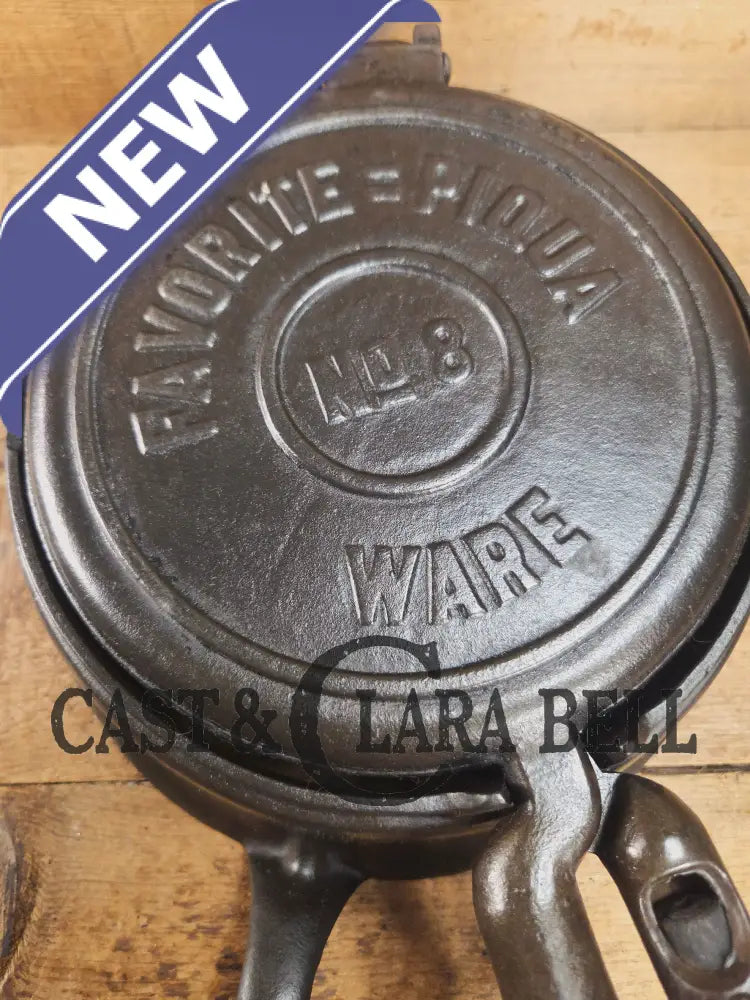 NEW
FAVORITE = PIQUA
No 8
WARE
CAST & CLARA BELL